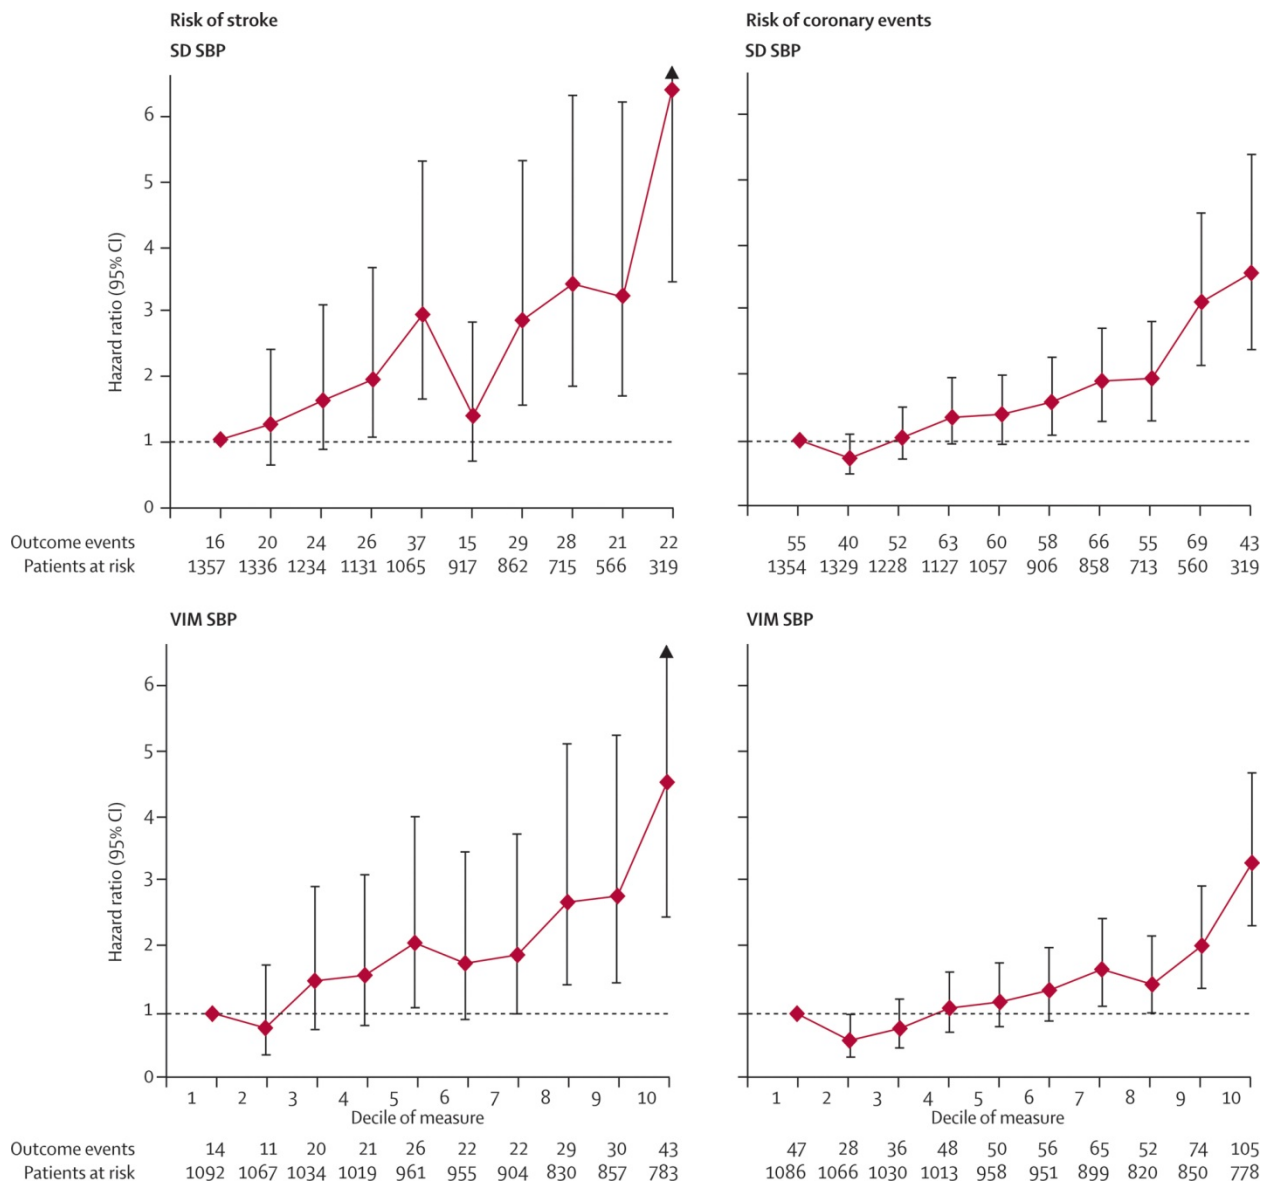 Risk of stroke
SD SBP
Risk of coronary events
SD SBP
Hazard ratio (95% CI)
6
5
4
3
2
1
0
Outcome events 16 20 24 26 37 15 29 28 21 22
Patients at risk 1357 1336 1234 1131 1065 917 862 715 566 319
55 40 52 63 60 58 66 55 69 43
1354 1329 1228 1127 1057 906 858 713 560 319
VIM SBP
VIM SBP
Hazard ratio (95% CI)
6
5
4
3
2
1
0
1 2 3 4 5 6 7 8 9 10
Decile of measure
1 2 3 4 5 6 7 8 9 10
Decile of measure
Outcome events 14 11 20 21 26 22 22 29 30 43
Patients at risk 1092 1067 1034 1019 961 955 904 830 857 783
47 28 36 48 50 56 65 52 74 105
1086 1066 1030 1013 958 951 899 820 850 778